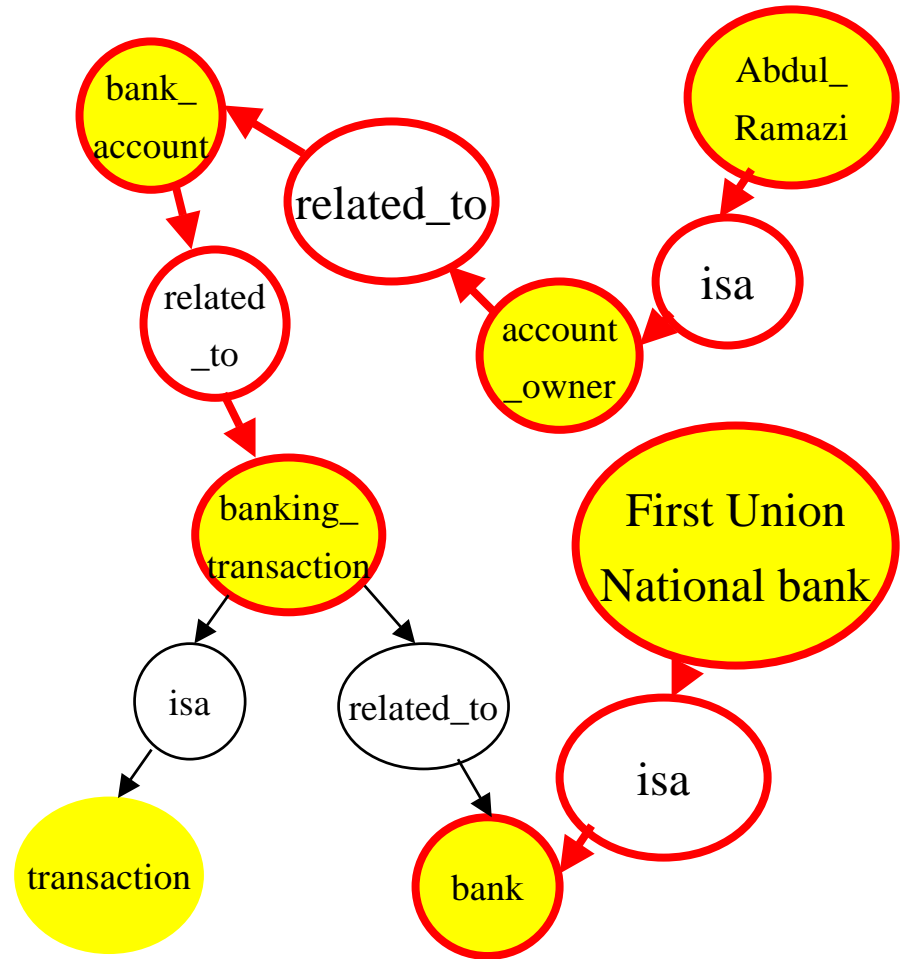 bank_
account
Abdul_
Ramazi
related_to
isa
related
_to
account
_owner
banking_
transaction
First Union
National bank
isa
related_to
isa
transaction
bank